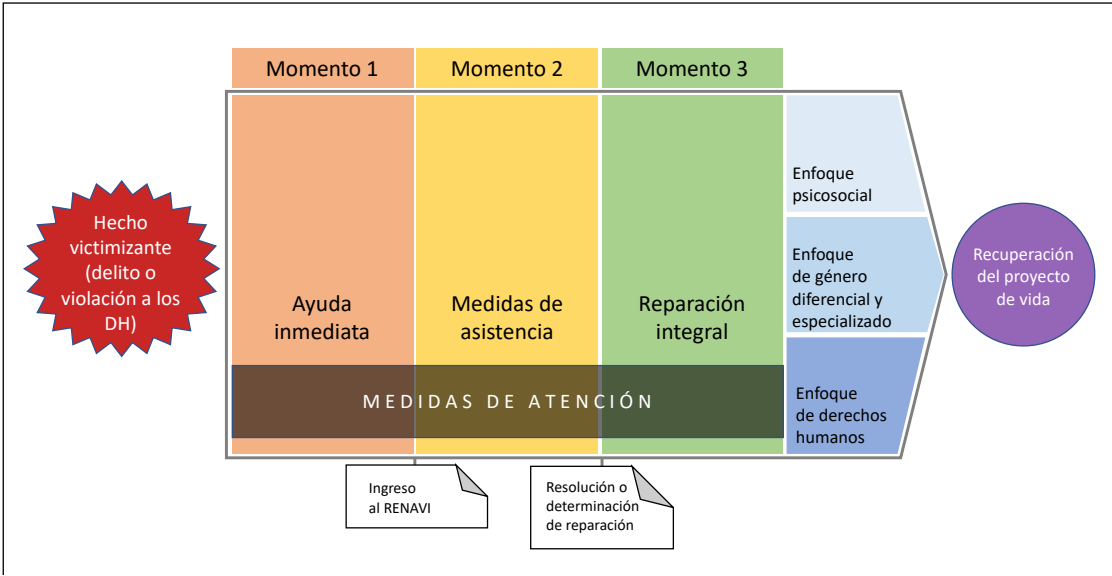 Momento 1
Momento 2
Momento 3
Hecho
victimizante
(delito o
violación a los
DH)
Ayuda
inmediata
Medidas de
asistencia
Reparación
integral
Enfoque
psicosocial
Enfoque
de género
diferencial y
especializado
Enfoque
de derechos
humanos
Recuperación
del proyecto
de vida
MEDIDAS DE ATENCIÓN
Ingreso
al RENAVI
Resolución o
determinación
de reparación